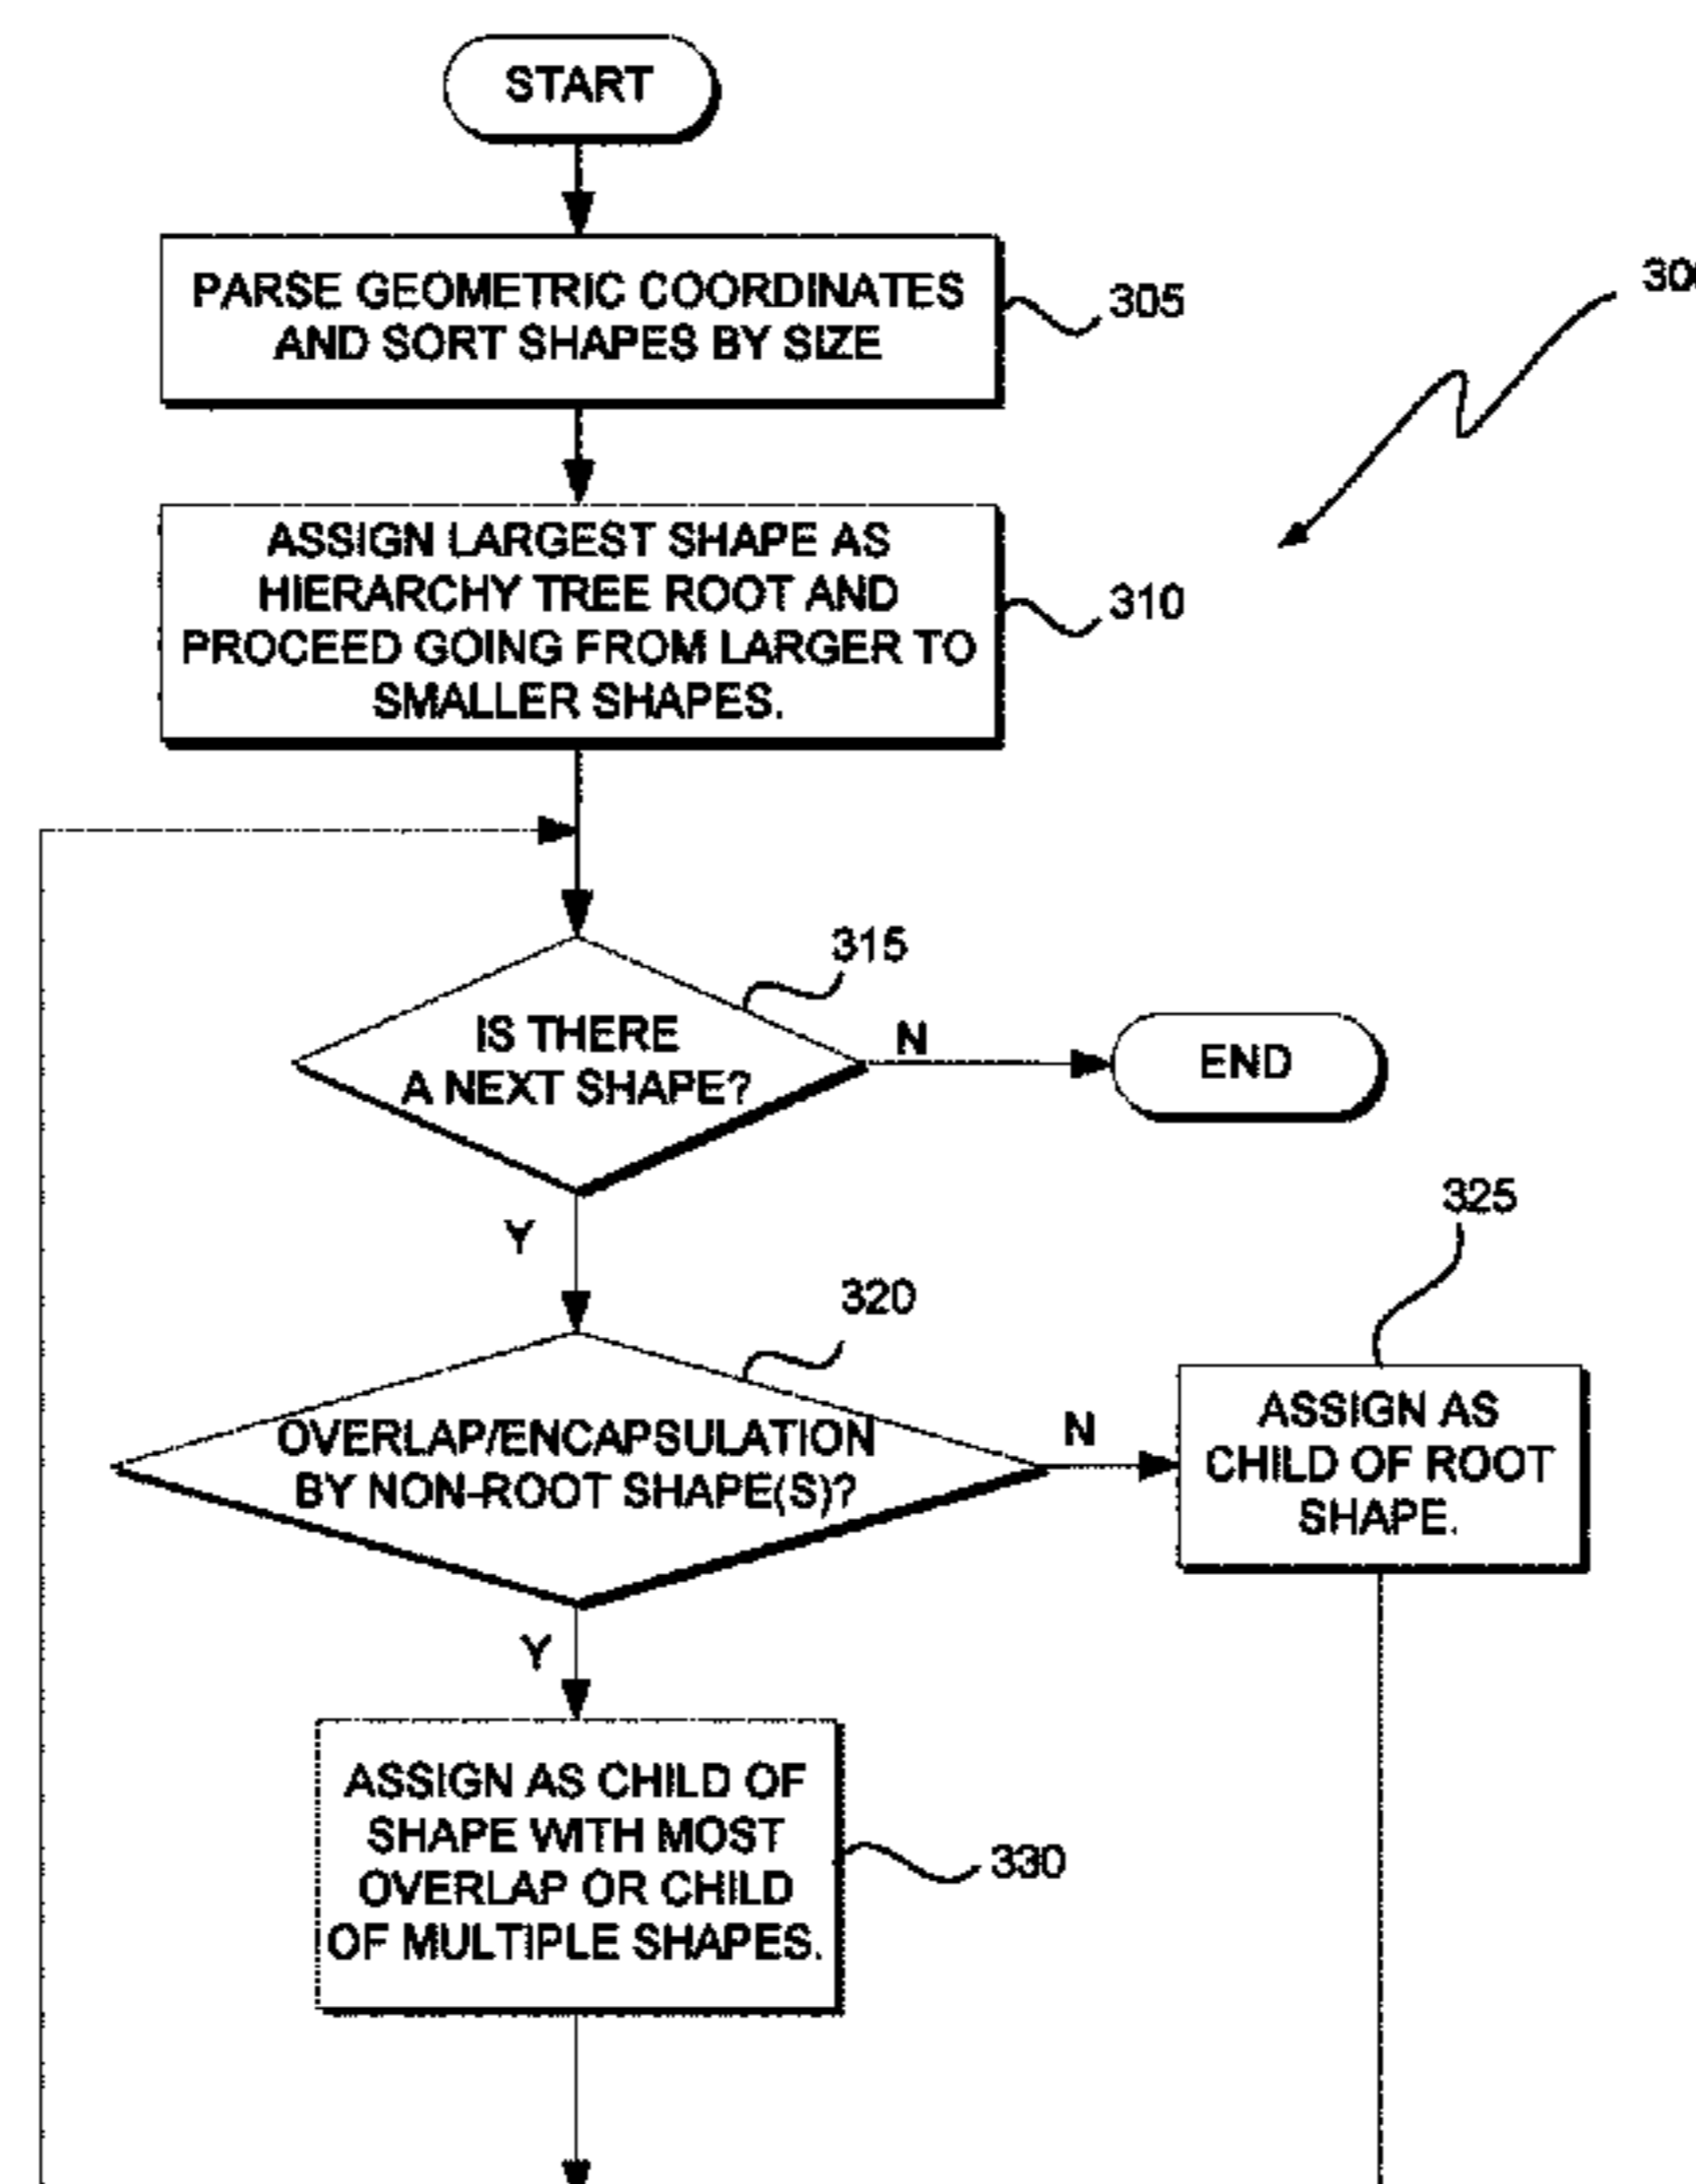 START
PARSE GEOMETRIC COORDINATES
AND SORT SHAPES BY SIZE
305
ASSIGN LARGEST SHAPE AS
HIERARCHY TREE ROOT AND
PROCEED GOING FROM LARGER TO
SMALLER SHAPES.
310
315
IS THERE
A NEXT SHAPE?
N
END
Y
320
OVERLAP/ENCAPSULATION
BY NON-ROOT SHAPE(S)?
N
325
ASSIGN AS
CHILD OF ROOT
SHAPE.
Y
ASSIGN AS CHILD OF
SHAPE WITH MOST
OVERLAP OR CHILD
OF MULTIPLE SHAPES.
330